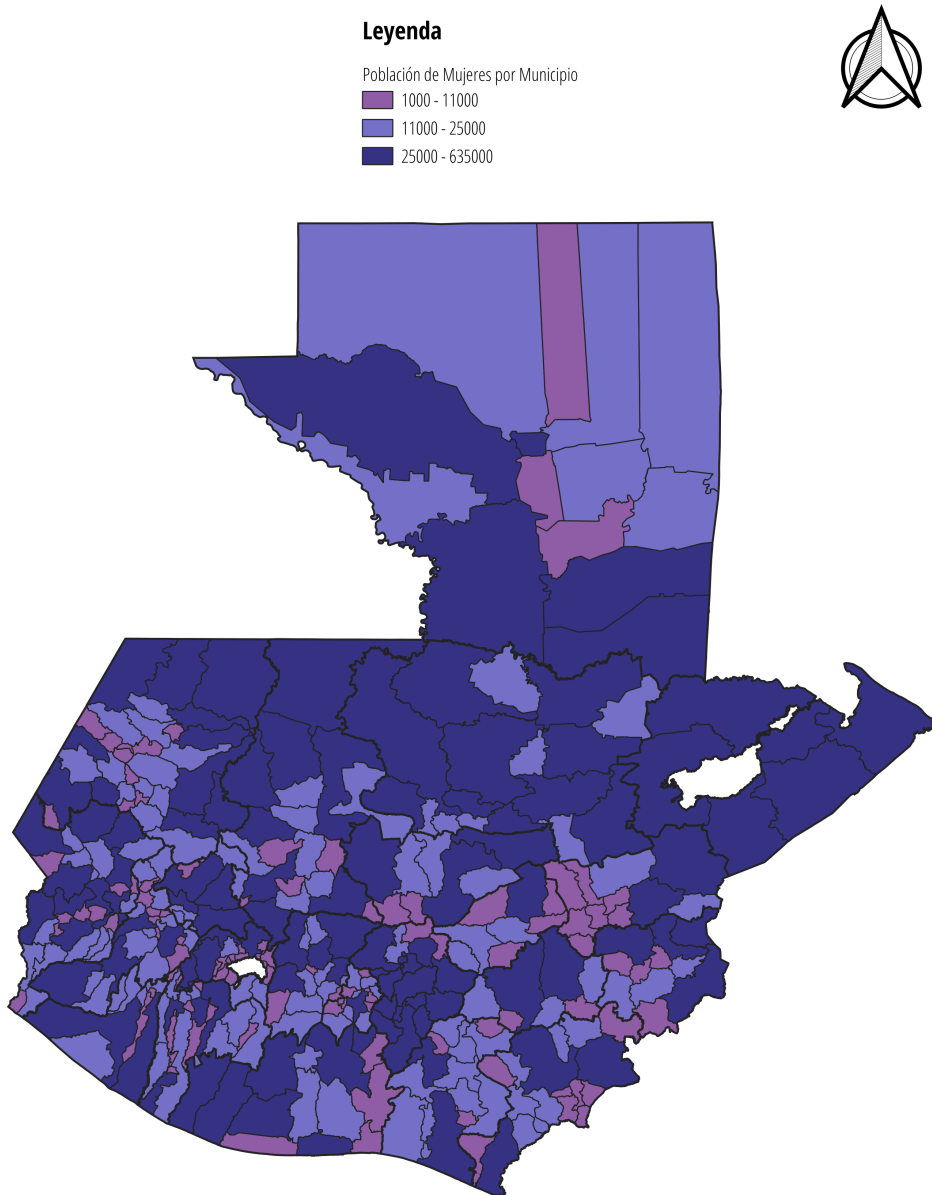 Leyenda
Población de Mujeres por Municipio
1000 - 11000
11000 - 25000
25000 - 635000